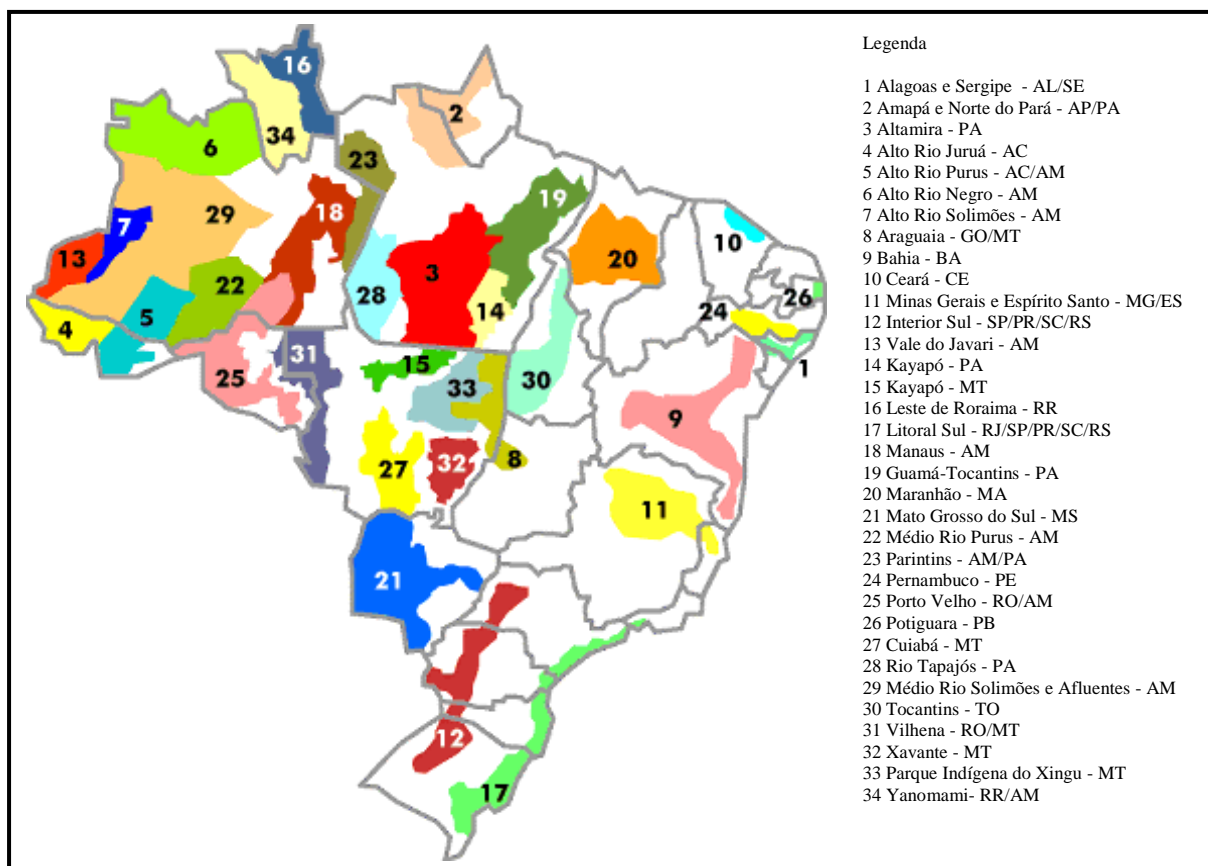 16
34
2
6
23
19
18
29
7
10
13
20
3
26
28
22
14
24
5
4
31
15
1
25
33
30
9
8
32
27
11
21
12
17
Legenda
1 Alagoas e Sergipe - AL/SE
2 Amapá e Norte do Pará - AP/PA
3 Altamira - PA
4 Alto Rio Juruá - AC
5 Alto Rio Purus - AC/AM
6 Alto Rio Negro - AM
7 Alto Rio Solimões - AM
8 Araguaia - GO/MT
9 Bahia - BA
10 Ceará - CE
11 Minas Gerais e Espírito Santo - MG/ES
12 Interior Sul - SP/PR/SC/RS
13 Vale do Javari - AM
14 Kayapó - PA
15 Kayapó - MT
16 Leste de Roraima - RR
17 Litoral Sul - RJ/SP/PR/SC/RS
18 Manaus - AM
19 Guamá-Tocantins - PA
20 Maranhão - MA
21 Mato Grosso do Sul - MS
22 Médio Rio Purus - AM
23 Parintins - AM/PA
24 Pernambuco - PE
25 Porto Velho - RO/AM
26 Potiguara - PB
27 Cuiabá - MT
28 Rio Tapajós - PA
29 Médio Rio Solimões e Afluentes - AM
30 Tocantins - TO
31 Vilhena - RO/MT
32 Xavante - MT
33 Parque Indígena do Xingu - MT
34 Yanomami- RR/AM